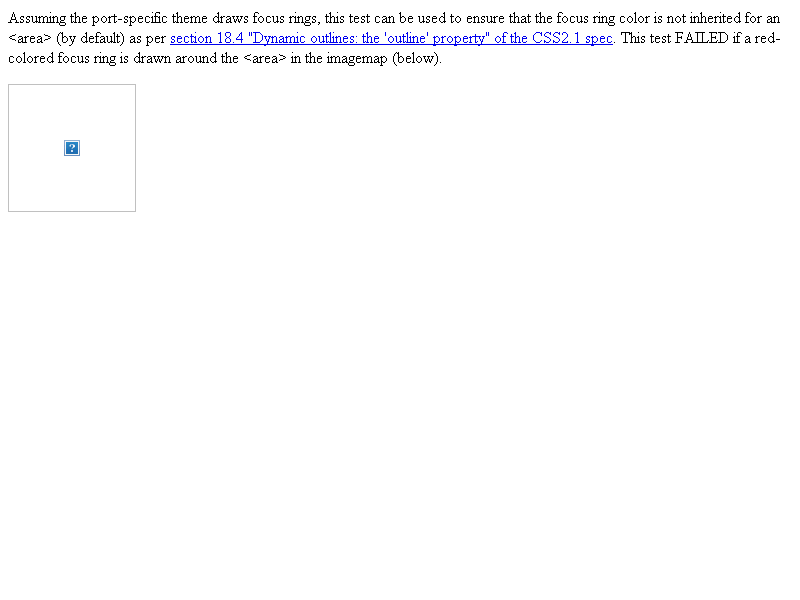 Assuming the port-specific theme draws focus rings, this test can be used to ensure that the focus ring color is not inherited for an
<area> (by default) as per section 18.4 "Dynamic outlines: the 'outline' property" of the CSS2.1 spec. This test FAILED if a red-
colored focus ring is drawn around the <area> in the imagemap (below).
?